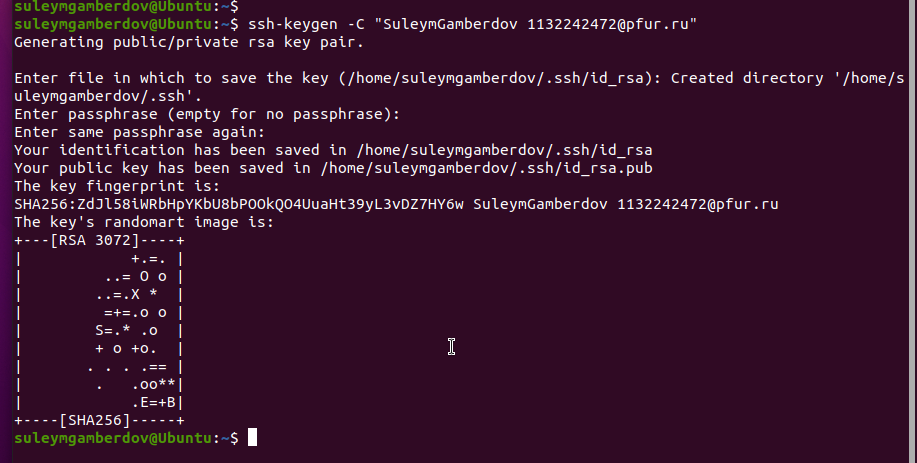 suleymgamberdov@Ubuntu:~$
suleymgamberdov@Ubuntu:~$ ssh-keygen -C "SuleymGamberdov 1132242472@pfur.ru"
Generating public/private rsa key pair.
Enter file in which to save the key (/home/suleymgamberdov/.ssh/id_rsa): Created directory '/home/s
uleymgamberdov/.ssh'.
Enter passphrase (empty for no passphrase):
Enter same passphrase again:
Your identification has been saved in /home/suleymgamberdov/.ssh/id_rsa
Your public key has been saved in /home/suleymgamberdov/.ssh/id_rsa.pub
The key fingerprint is:
SHA256:ZdJl58iWRbHpYKbU8bPOOkQO4UuaHt39yL3vDZ7HY6w SuleymGamberdov 1132242472@pfur.ru
The key's randomart image is:
+---[RSA 3072]----+
|            +.=. |
|         ..= O o |
|        ..=.X *  |
|         =+=.o o |
|        S=.* .o  |
|        + o +o.  |
|       . . . .== |
|        .   .oo**|
|            .E=+B|
+----[SHA256]-----+
suleymgamberdov@Ubuntu:~$